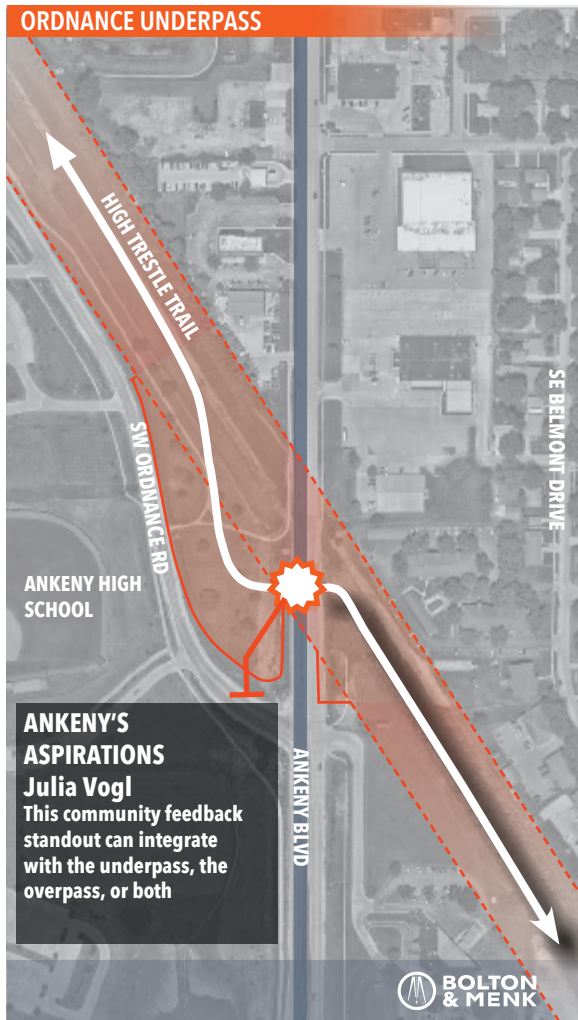 ORDNANCE UNDERPASS
HIGH TRESTLE TRAIL
SW ORDNANCE RD
SE BELMONT DRIVE
ANKENY HIGH
SCHOOL
ANKENY'S
ASPIRATIONS
Julia Vogl
This community feedback
standout can integrate
with the underpass, the
overpass, or both
ANKENY BLVD
BOLTON
& MENK